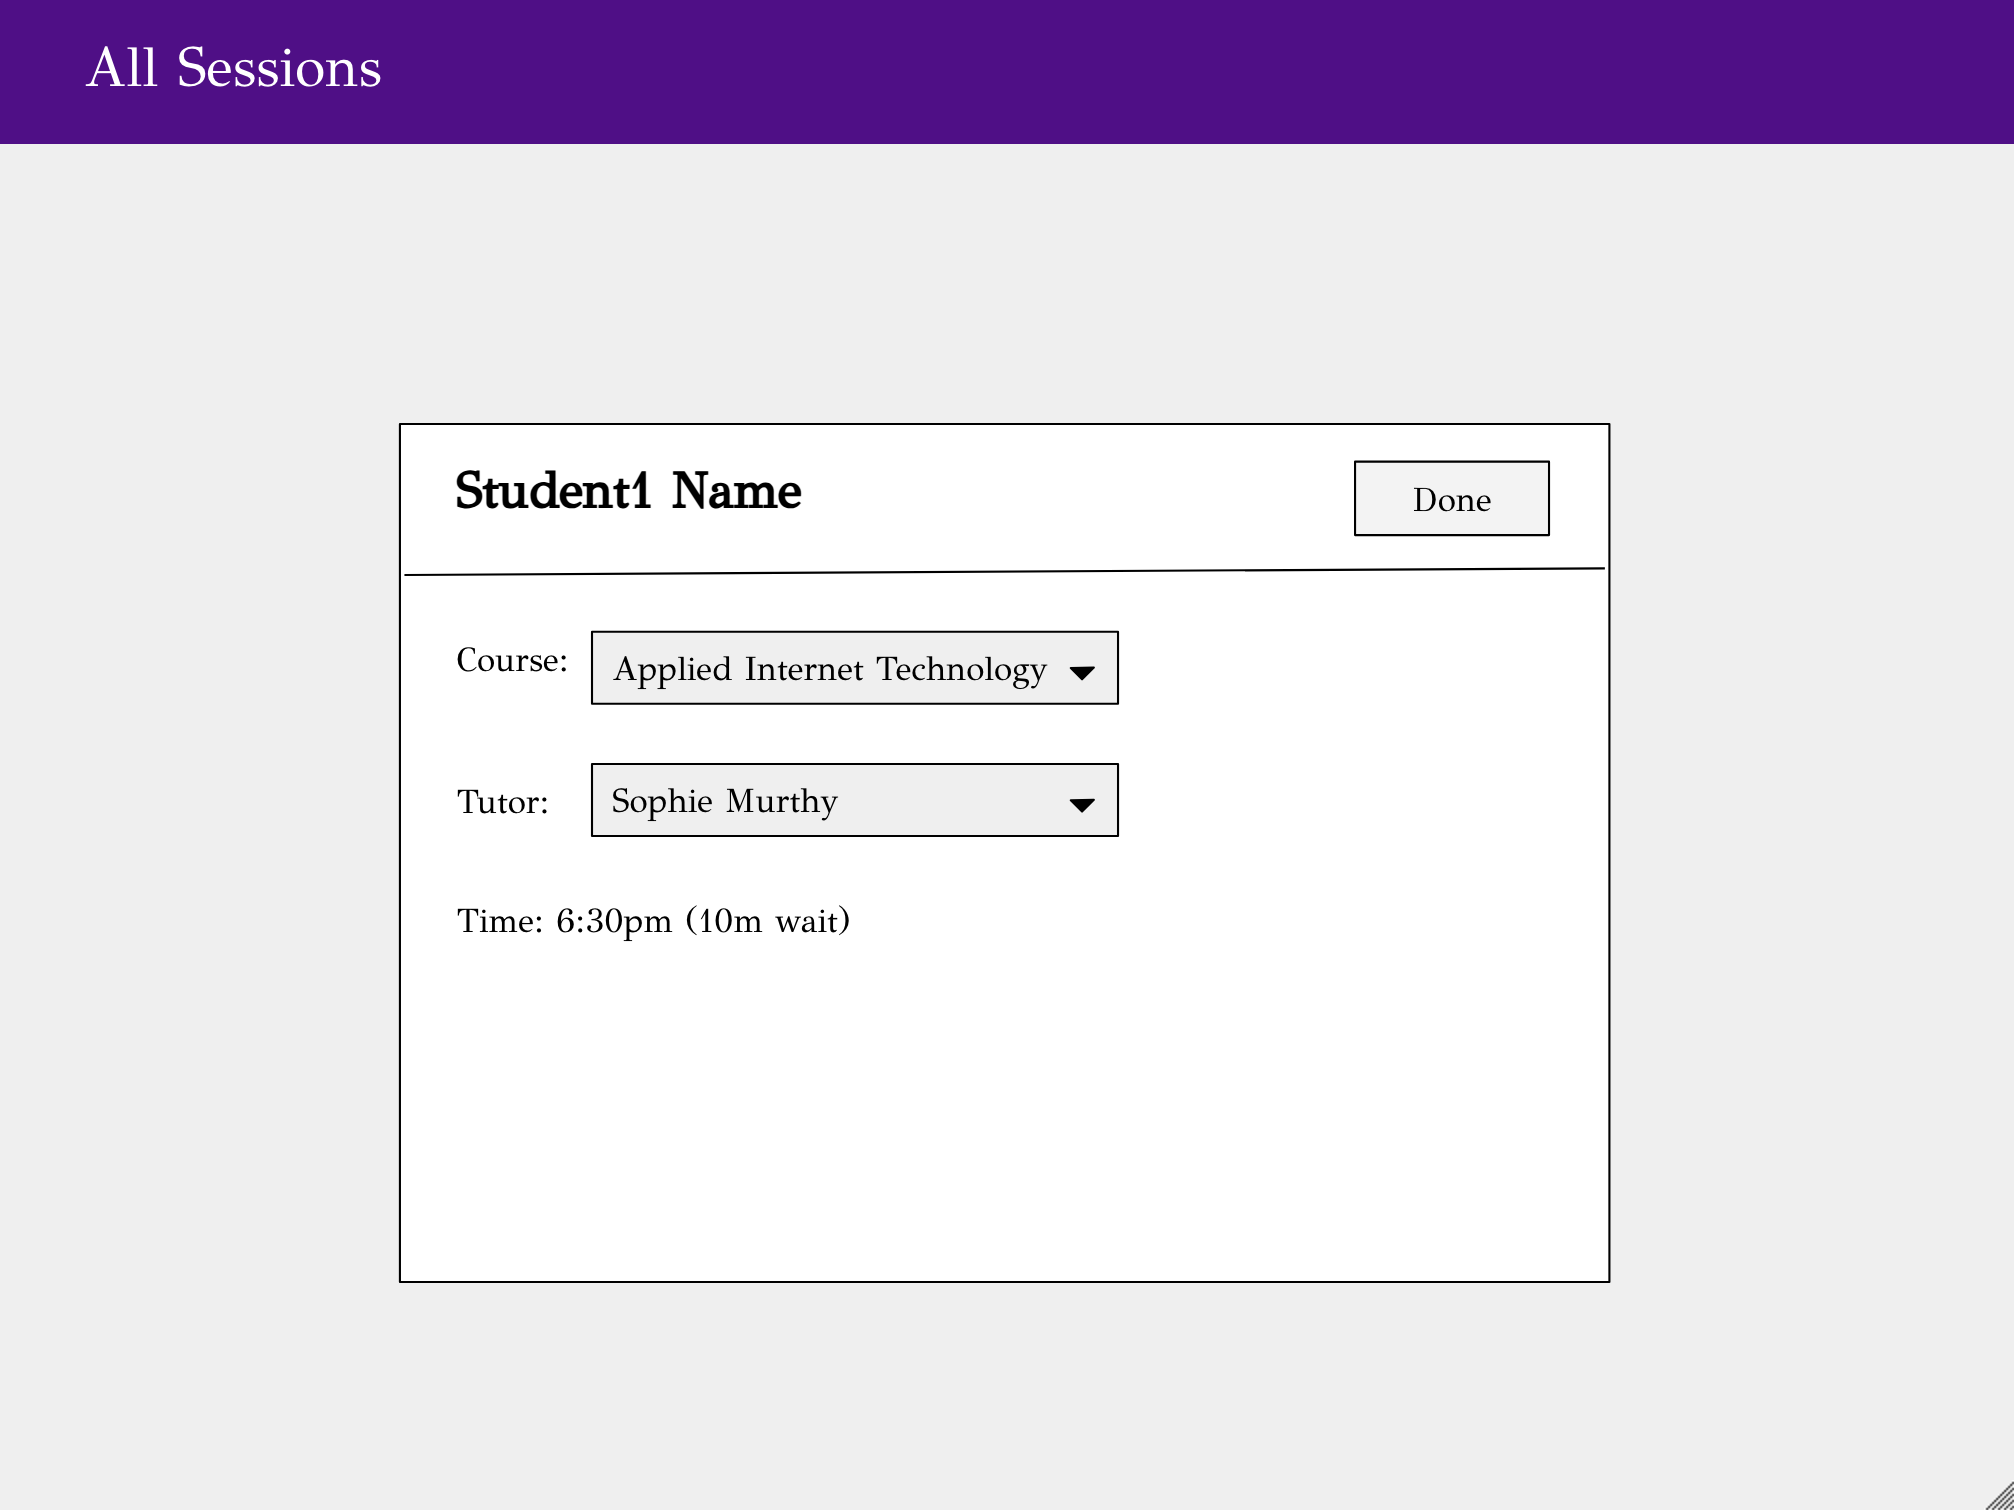 All Sessions
Student1 Name
Done
Course:
Applied Internet Technology
Tutor:
Sophie Murthy
Time: 6:30pm (10m wait)